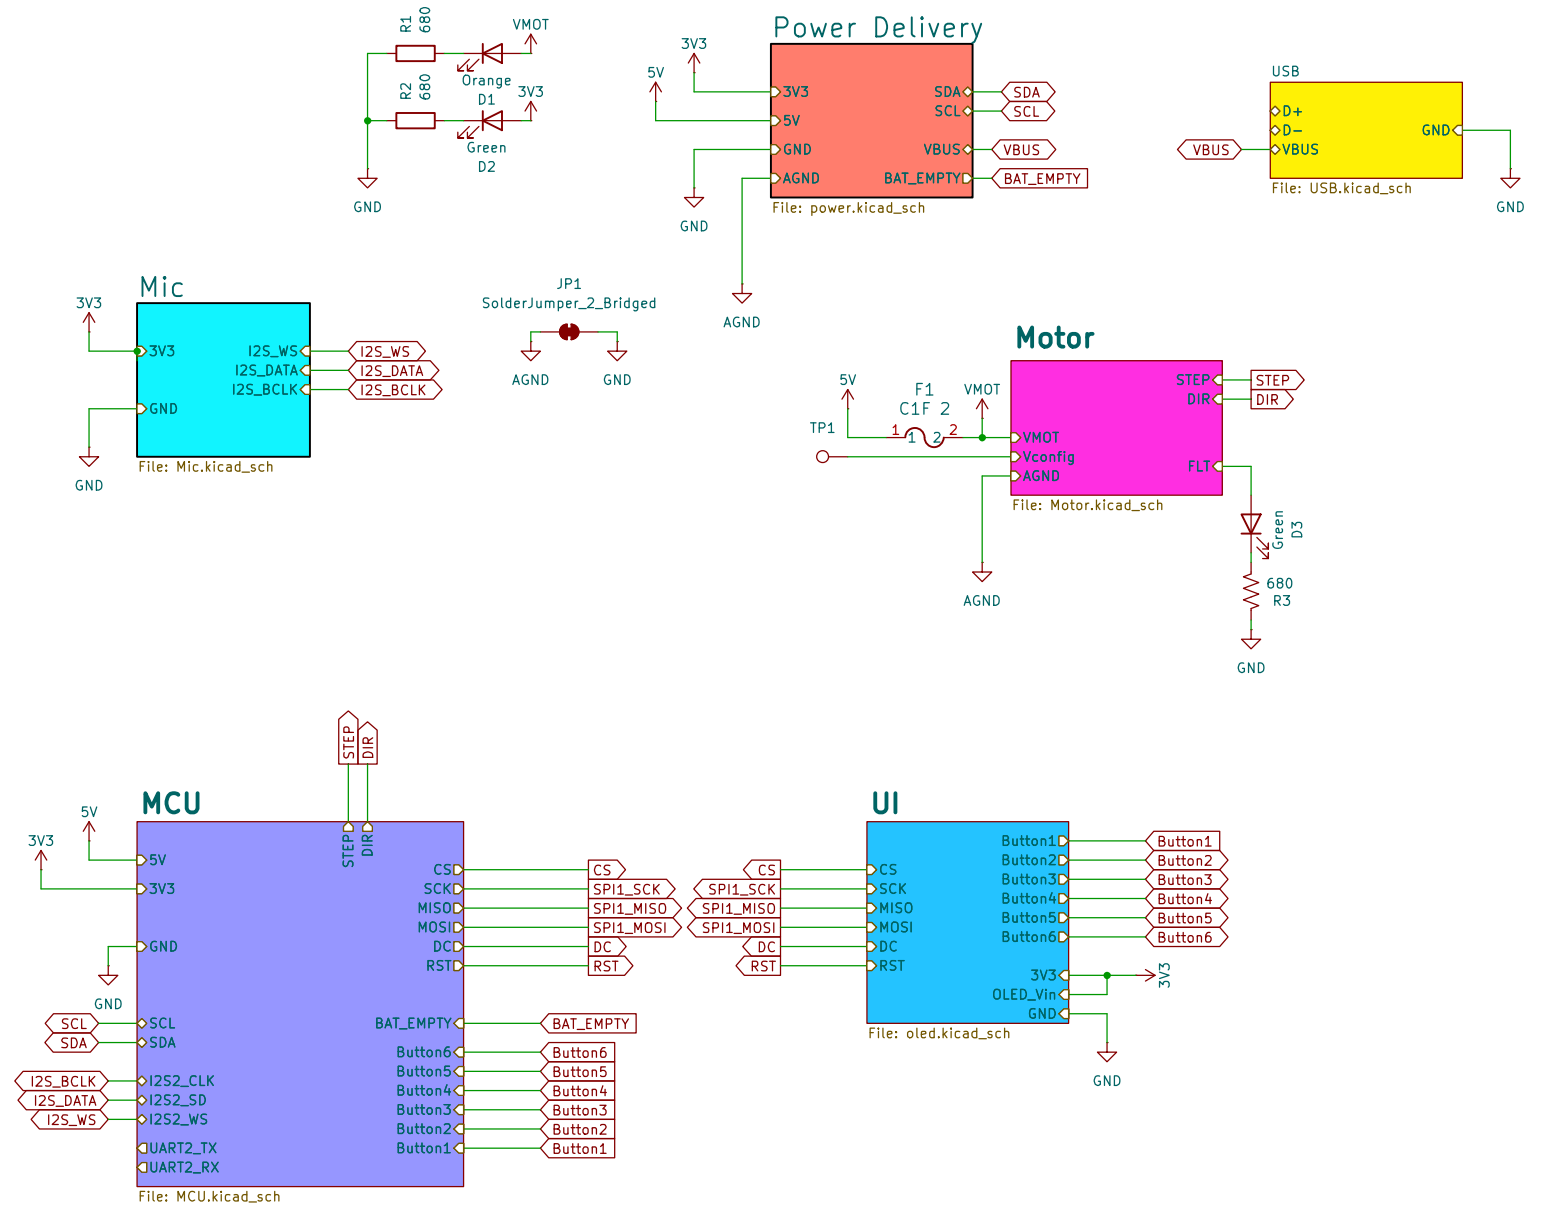 R1
680
VMOT
Orange
D1
R2
680
3V3
Green
D2
GND
Power Delivery
3V3
5V
3V3
5V
GND
AGND
SDA
SCL
VBUS
BAT_EMPTY
SDA
SCL
VBUS
BAT_EMPTY
File: power.kicad_sch
GND
AGND
USB
D+
D-
VBUS
GND
VBUS
File: USB.kicad_sch
GND
Mic
3V3
3V3
GND
I2S_WS
I2S_DATA
I2S_BCLK
I2S_WS
I2S_DATA
I2S_BCLK
File: Mic.kicad_sch
GND
JP1
SolderJumper_2_Bridged
AGND
GND
Motor
5V
F1
C1F 2
1
1
2
2
VMOT
TP1
VMOT
Vconfig
AGND
STEP
DIR
FLT
STEP
DIR
File: Motor.kicad_sch
AGND
Green
D3
680
R3
GND
STEP
DIR
MCU
5V
3V3
STEP
DIR
5V
3V3
GND
GND
SCL
SDA
SCL
SDA
I2S_BCLK
I2S_DATA
I2S_WS
I2S2_CLK
I2S2_SD
I2S2_WS
UART2_TX
UART2_RX
CS
SCK
MISO
MOSI
DC
RST
BAT_EMPTY
Button6
Button5
Button4
Button3
Button2
Button1
CS
SPI1_SCK
SPI1_MISO
SPI1_MOSI
DC
RST
BAT_EMPTY
Button6
Button5
Button4
Button3
Button2
Button1
File: MCU.kicad_sch
UI
CS
SPI1_SCK
SPI1_MISO
SPI1_MOSI
DC
RST
CS
SCK
MISO
MOSI
DC
RST
Button1
Button2
Button3
Button4
Button5
Button6
3V3
OLED_Vin
GND
Button1
Button2
Button3
Button4
Button5
Button6
3V3
File: oled.kicad_sch
GND